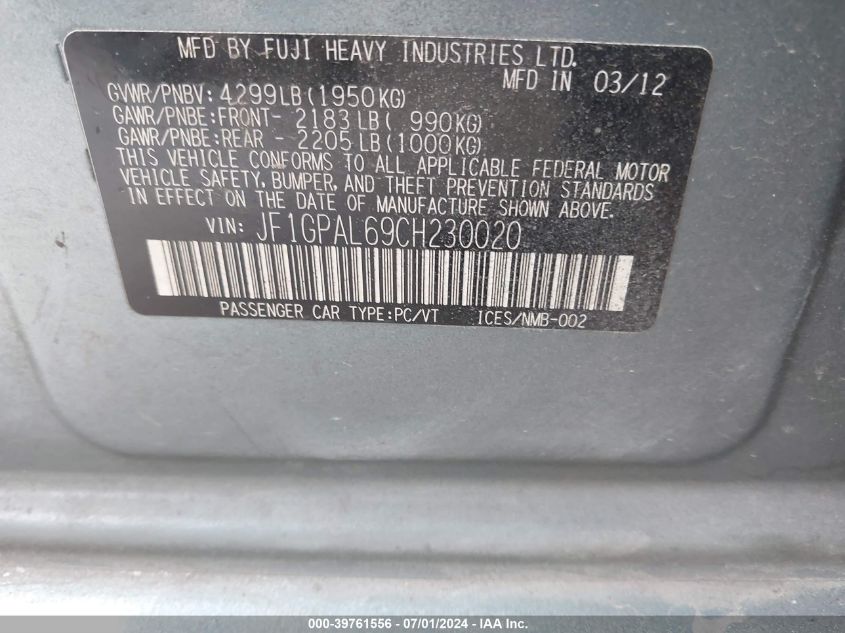 MFD BY FUJI HEAVY INDUSTRIES LTD.
MFD IN 03/12
GVWR/PNBV: 4299LB(1950KG)
GAWR/PNBE:FRONT- 2183LB( 990KG)
GAWR/PNBE:REAR - 2205LB(1000KG)
THIS VEHICLE CONFORMS TO ALL APPLICABLE FEDERAL MOTOR
VEHICLE SAFETY, BUMPER, AND THEFT PREVENTION STANDARDS
IN EFFECT ON THE DATE OF MANUFACTURE SHOWN ABOVE.
VIN: JF1GPAL69CH230020
PASSENGER CAR TYPE:PC/VT ICES/NMB-002
000-39761556 - 07/01/2024 - IAA Inc.